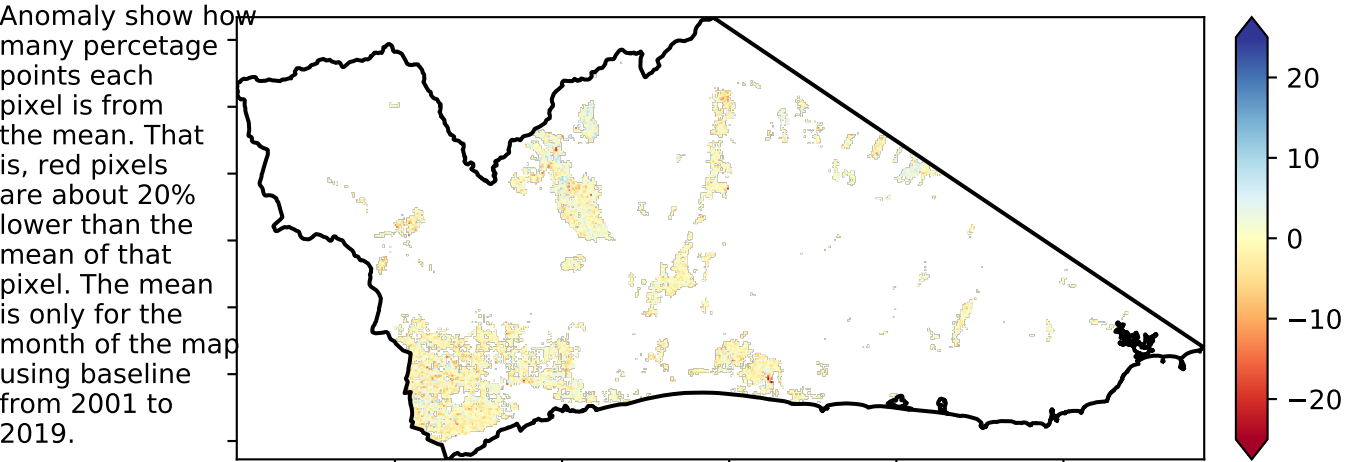 Anomaly show how
many percetage
points each
pixel is from
the mean. That
is, red pixels
are about 20%
lower than the
mean of that
pixel. The mean
is only for the
month of the map
using baseline
from 2001 to
2019.
20
10
0
−10
−20